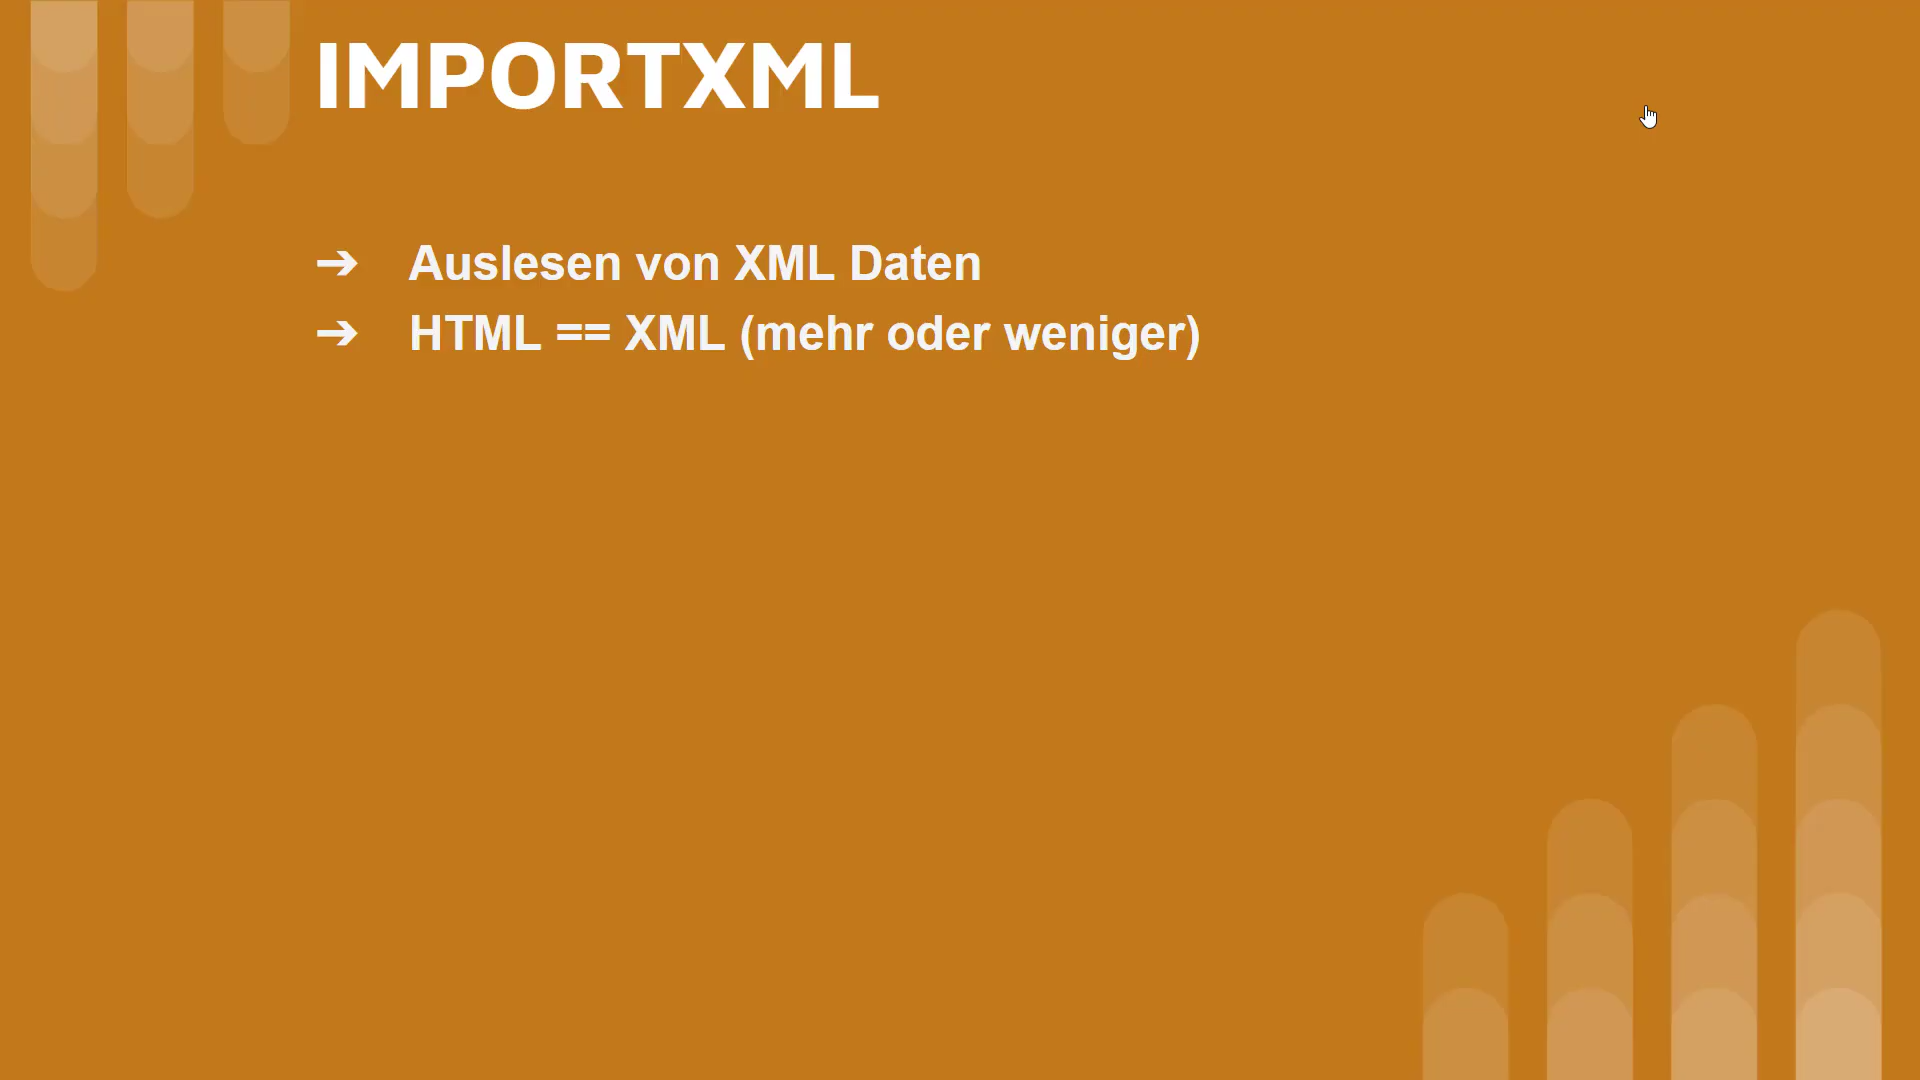 IMPORTXML
➔ Auslesen von XML Daten
➔ HTML == XML (mehr oder weniger)